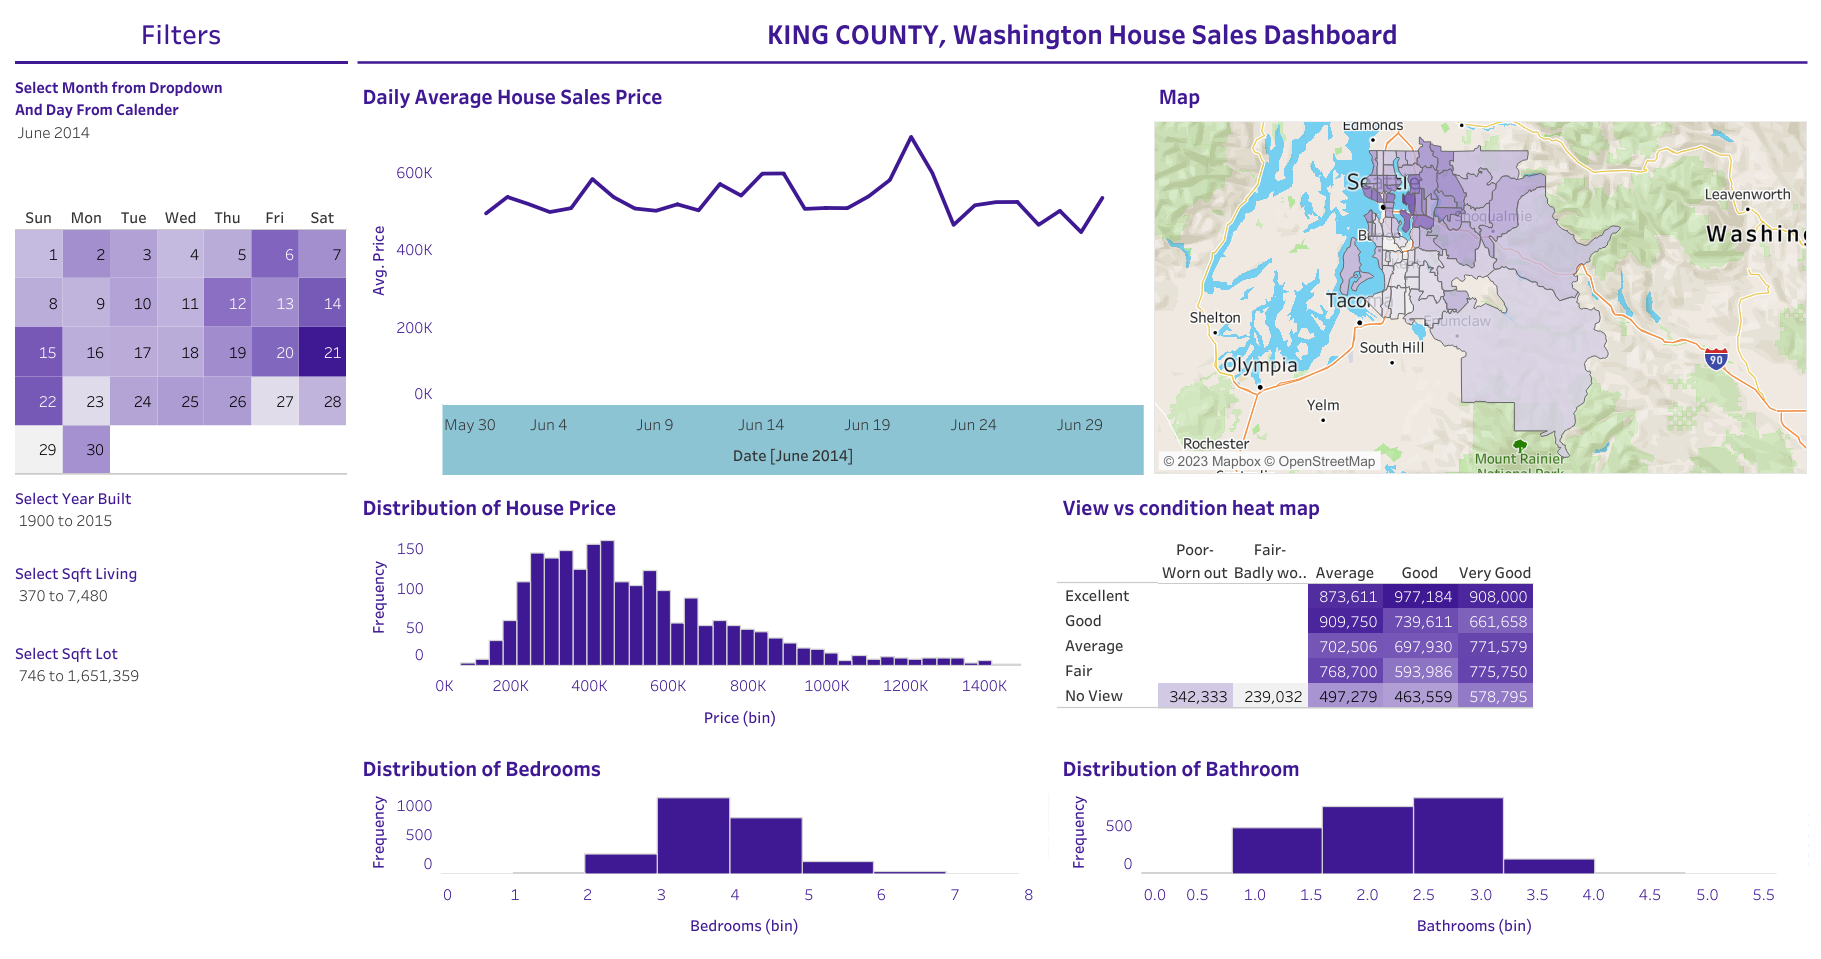 Filters
KING COUNTY, Washington House Sales Dashboard
Select Month from Dropdown
And Day From Calender
June 2014
Sun Mon Tue Wed Thu Fri Sat
1 2 3 4 5 6 7
8 9 10 11 12 13 14
15 16 17 18 19 20 21
22 23 24 25 26 27 28
29 30
Select Year Built
1900 to 2015
Select Sqft Living
370 to 7,480
Select Sqft Lot
746 to 1,651,359
Daily Average House Sales Price
Avg. Price
600K
400K
200K
0K
May 30 Jun 4 Jun 9 Jun 14 Jun 19 Jun 24 Jun 29
Date [June 2014]
Map
Edmonds
Seattle
Leavenworth
Snoqualmie
Washing
Tacoma
Enumclaw
Shelton
South Hill
90
Olympia
Yelm
Rochester
Mount Rainier
National Park
© 2023 Mapbox © OpenStreetMap
Distribution of House Price
Frequency
150
100
50
0
0K 200K 400K 600K 800K 1000K 1200K 1400K
Price (bin)
View vs condition heat map
Poor- Fair-
Worn out Badly wo.. Average Good Very Good
Excellent 873,611 977,184 908,000
Good 909,750 739,611 661,658
Average 702,506 697,930 771,579
Fair 768,700 593,986 775,750
No View 342,333 239,032 497,279 463,559 578,795
Distribution of Bedrooms
Frequency
1000
500
0
0 1 2 3 4 5 6 7 8
Bedrooms (bin)
Distribution of Bathroom
Frequency
500
0
0.0 0.5 1.0 1.5 2.0 2.5 3.0 3.5 4.0 4.5 5.0 5.5
Bathrooms (bin)